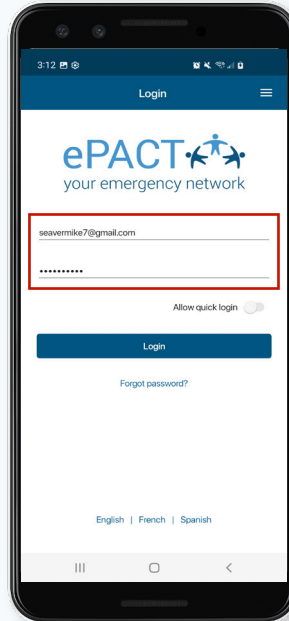 3:12
Login
ePACT
your emergency network
seavermike7@gmail.com
••••••••••
Allow quick login
Login
Forgot password?
English | French | Spanish